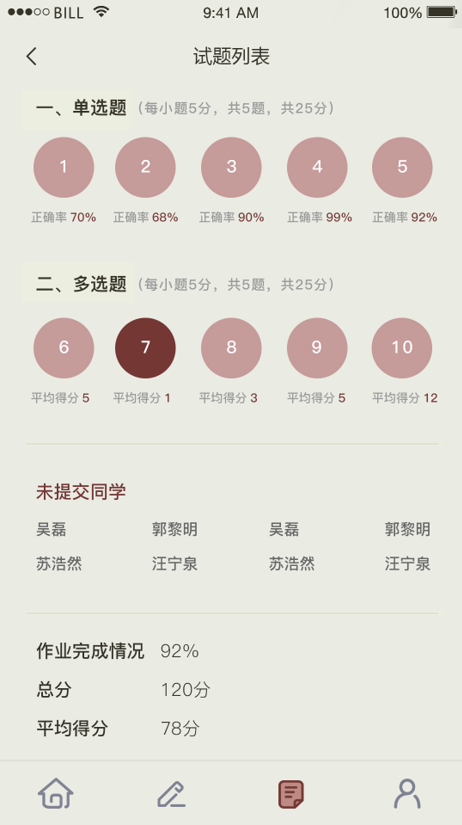 BILL 9:41 AM 100%
试题列表
一、单选题（每小题5分，共5题，共25分）
1 2 3 4 5
正确率 70% 正确率 68% 正确率 90% 正确率 99% 正确率 92%
二、多选题（每小题5分，共5题，共25分）
6 7 8 9 10
平均得分 5 平均得分 1 平均得分 3 平均得分 5 平均得分 12
未提交同学
吴磊 郭黎明 吴磊 郭黎明
苏浩然 汪宁泉 苏浩然 汪宁泉
作业完成情况 92%
总分 120分
平均得分 78分